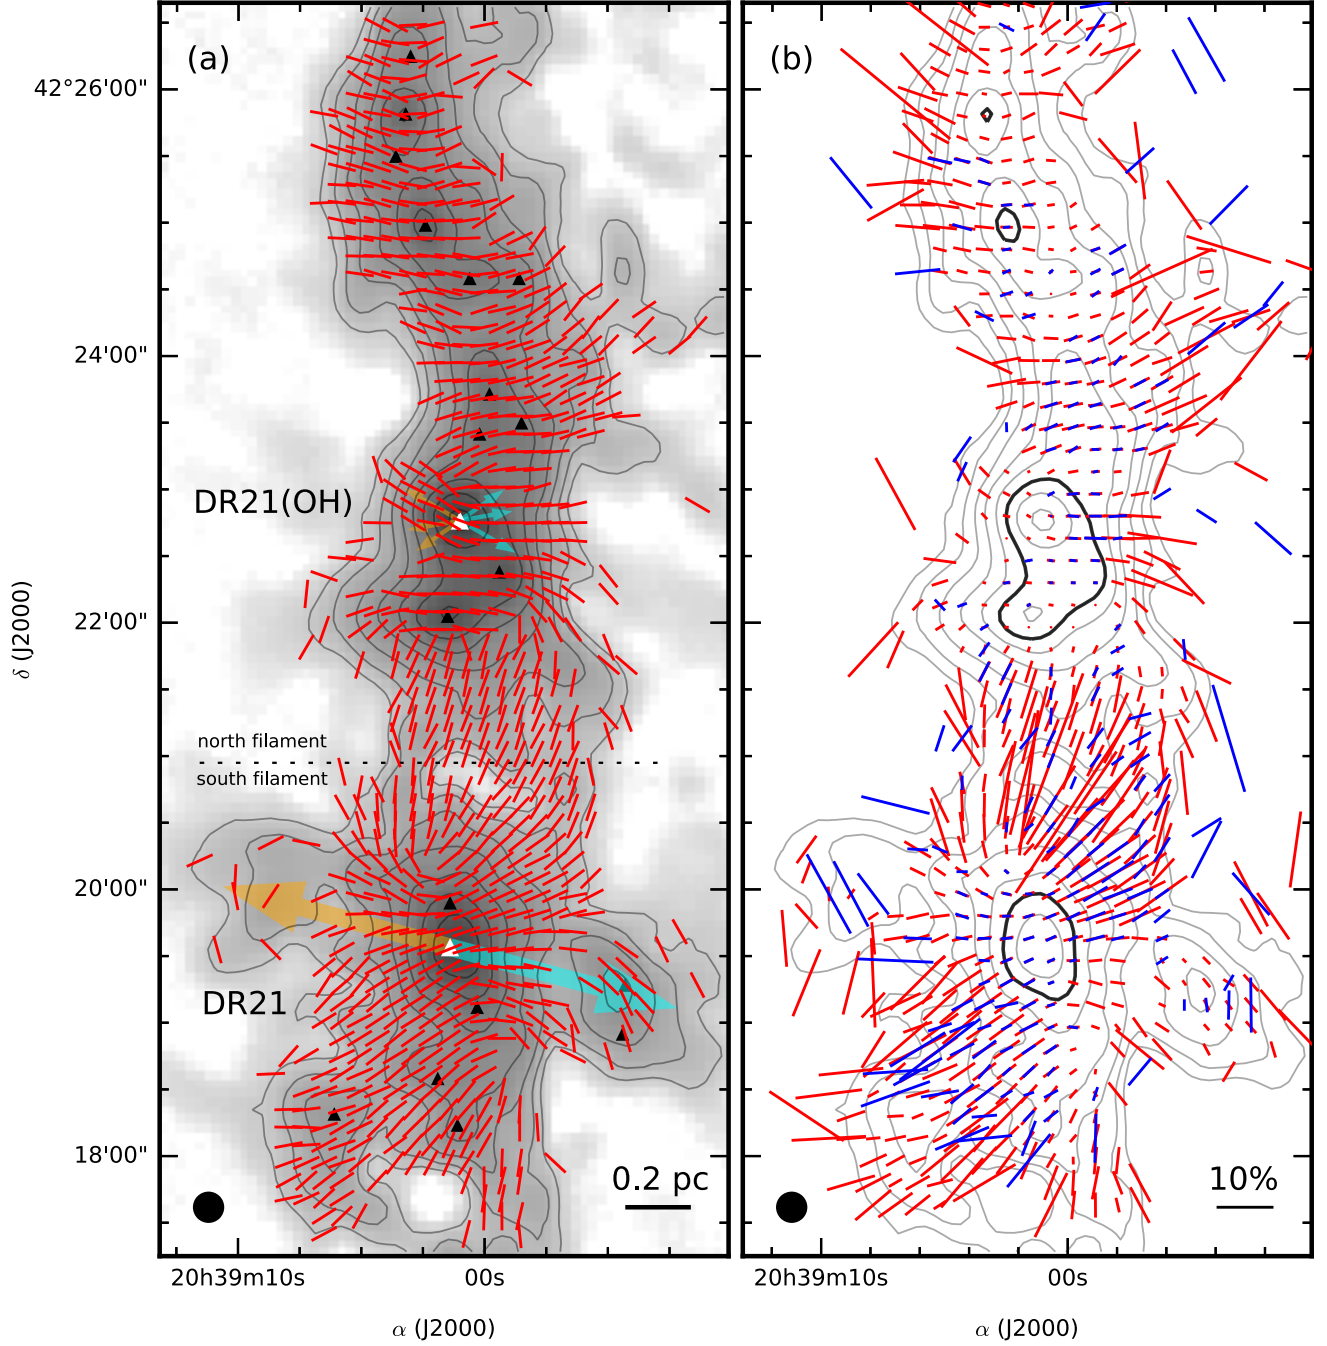 (a)
(b)
42°26'00"
24'00"
DR21(OH)
22'00"
δ (J2000)
north filament
south filament
20'00"
DR21
18'00"
0.2 pc
10%
20h39m10s
00s
20h39m10s
00s
α (J2000)
α (J2000)